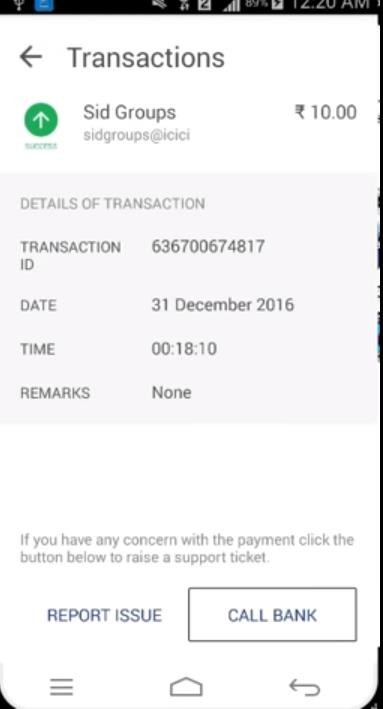 89% 12:20 AM
Transactions
Sid Groups ₹ 10.00
sidgroups@icici
SUCCESS
DETAILS OF TRANSACTION
TRANSACTION ID 636700674817
DATE 31 December 2016
TIME 00:18:10
REMARKS None
If you have any concern with the payment click the
button below to raise a support ticket.
REPORT ISSUE CALL BANK